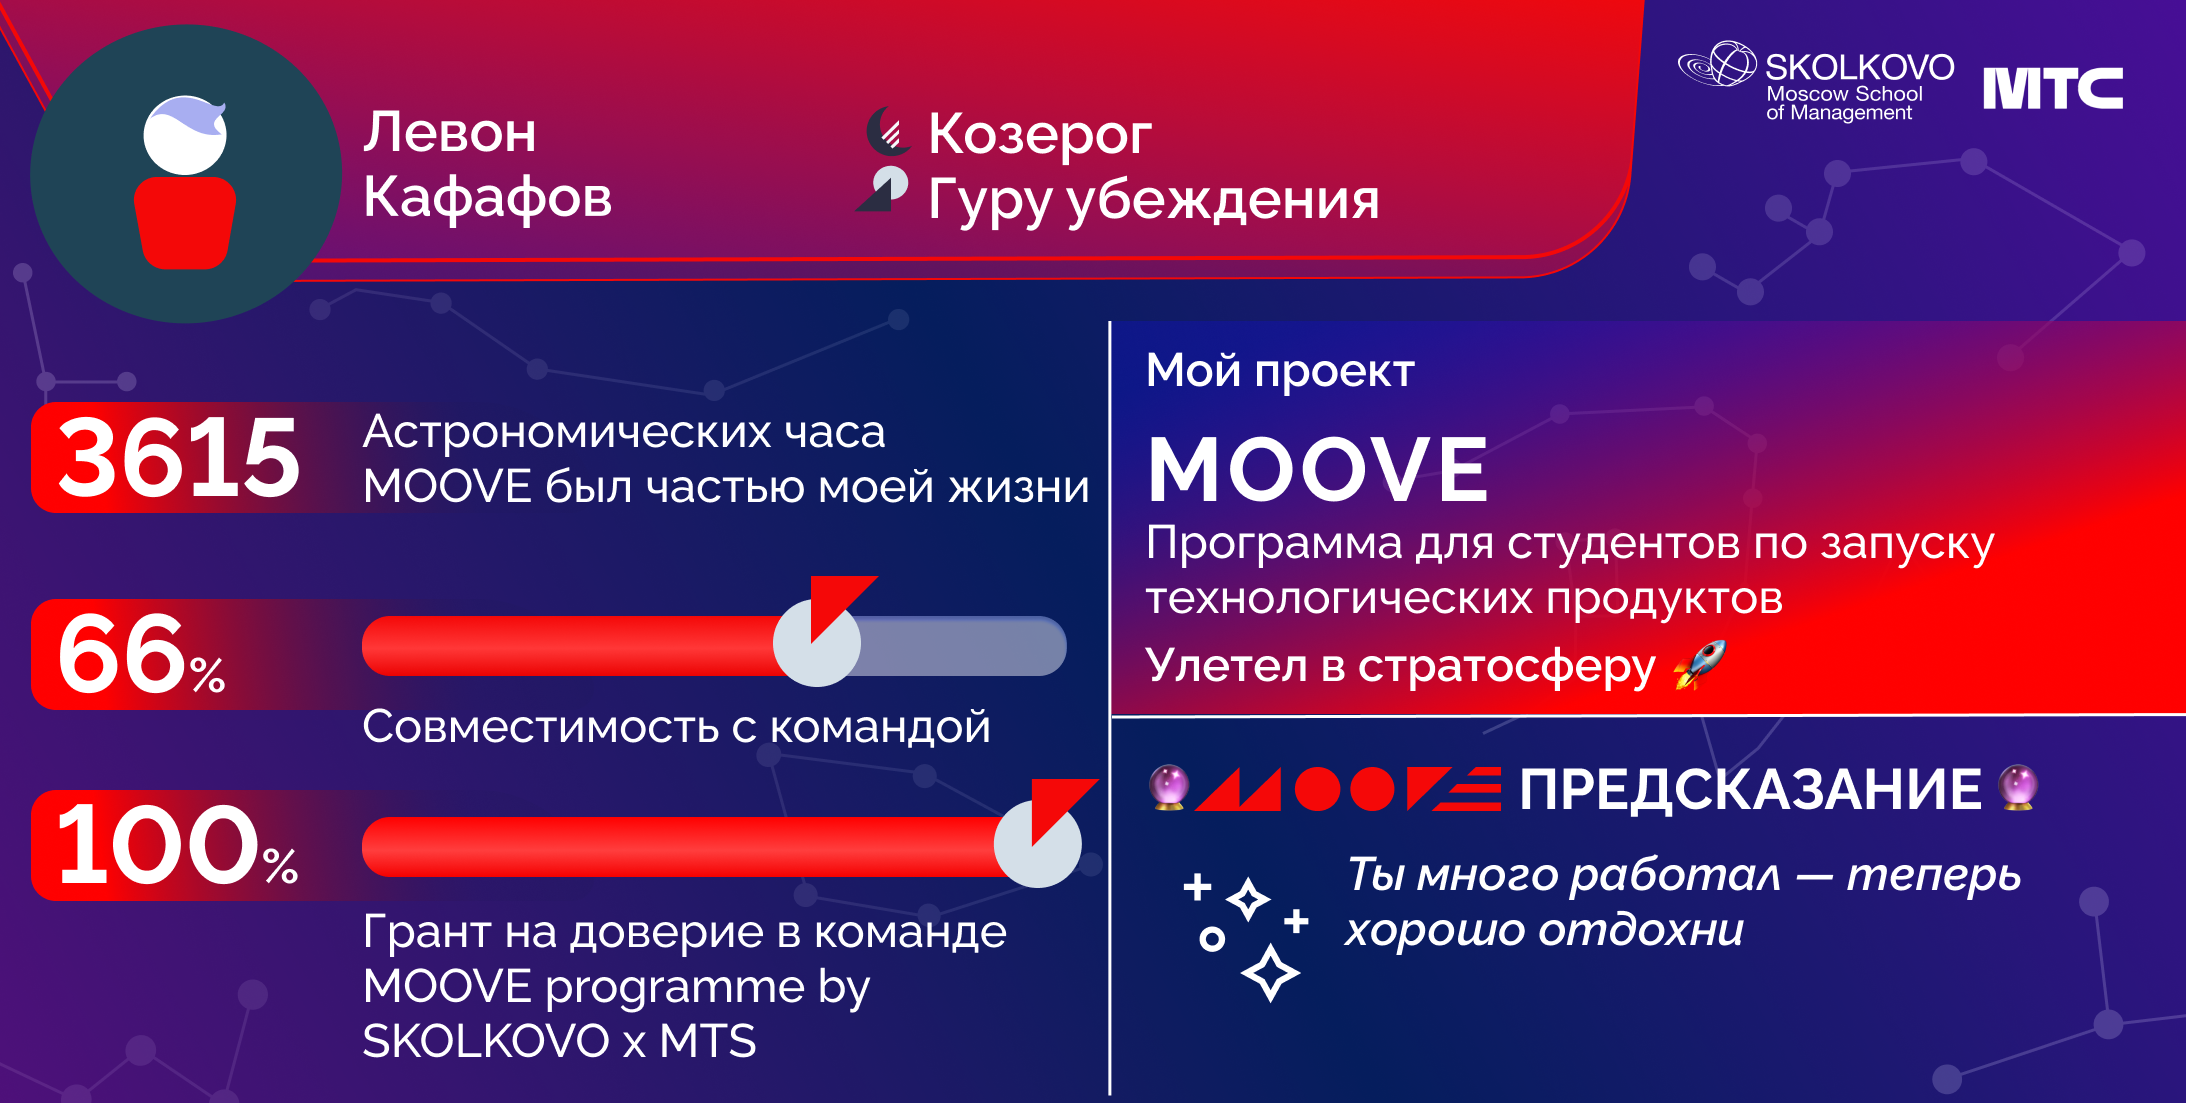 Левон
Кафафов
Козерог
Гуру убеждения
SKOLKOVO
Moscow School
of Management
МТС
3615
Астрономических часа
MOOVE был частью моей жизни
66%
Совместимость с командой
100%
Грант на доверие в команде
MOOVE programme by
SKOLKOVO x MTS
Мой проект
MOOVE
Программа для студентов по запуску
технологических продуктов
Улетел в стратосферу 🚀
🔮MOOVE ПРЕДСКАЗАНИЕ🔮
Ты много работал — теперь
хорошо отдохни